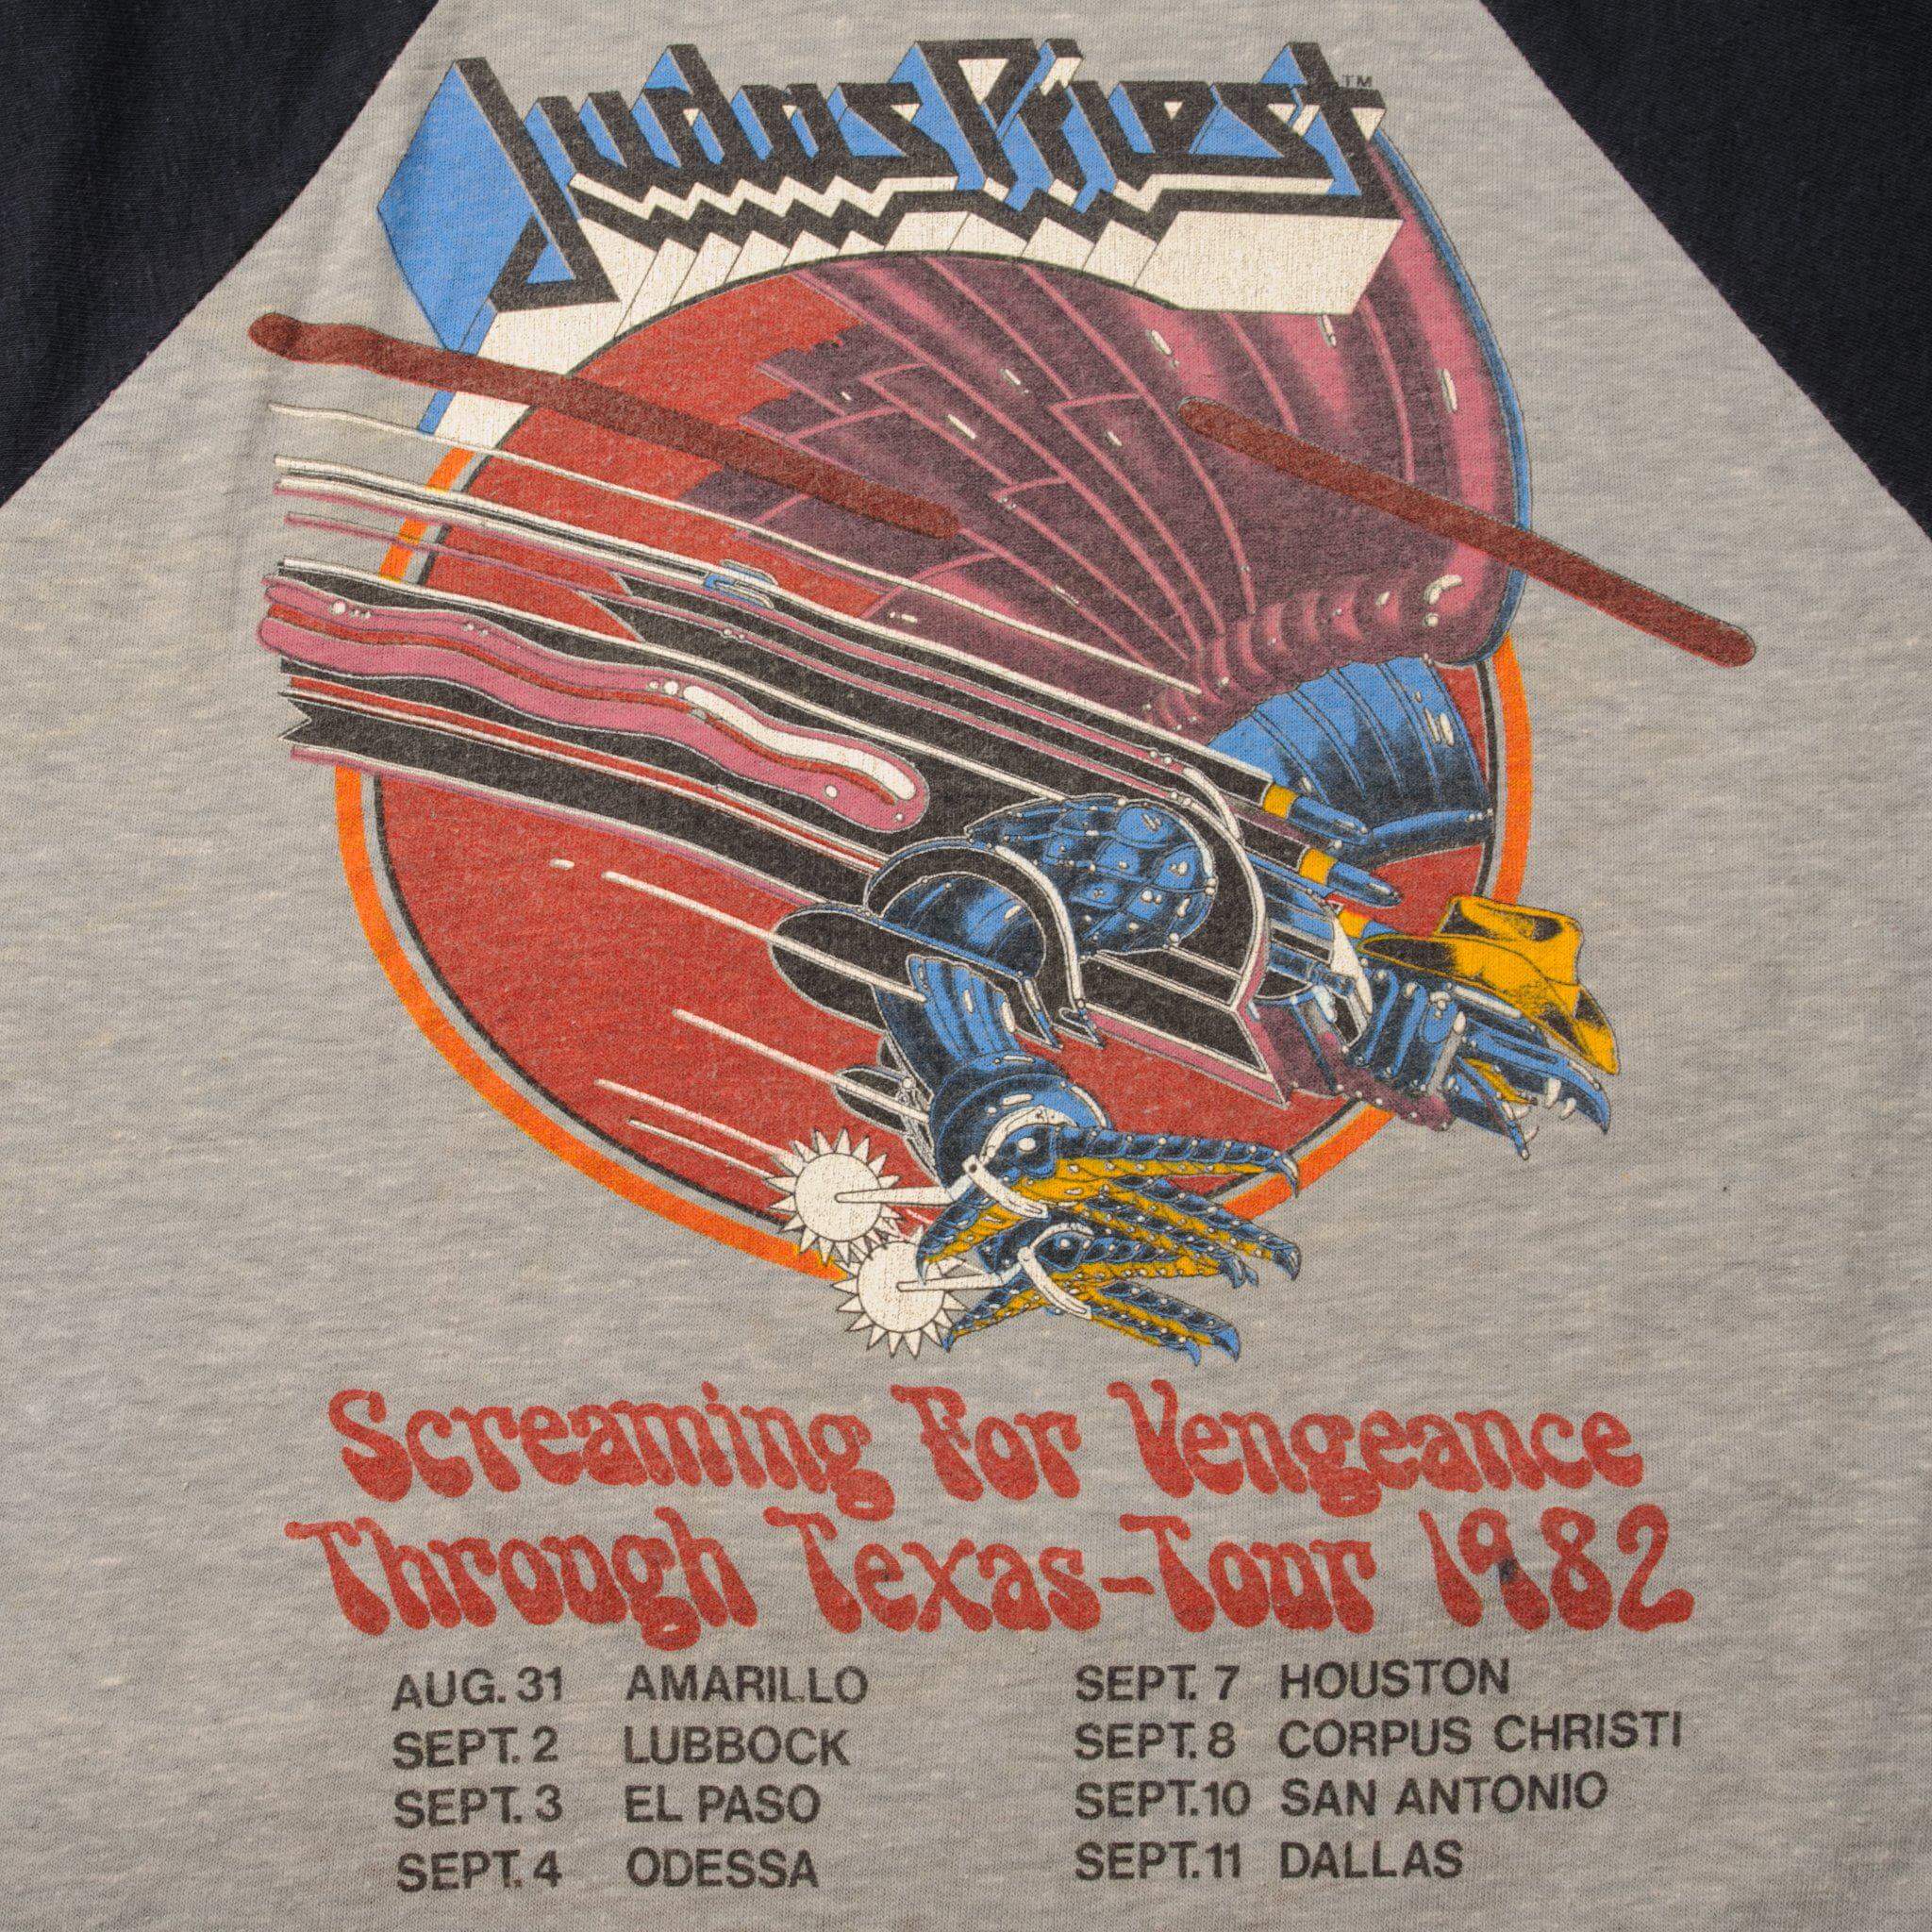 Judas Priest TM
Screaming For Vengeance
Through Texas-Tour 1982
AUG. 31 AMARILLO
SEPT. 2 LUBBOCK
SEPT. 3 EL PASO
SEPT. 4 ODESSA
SEPT. 7 HOUSTON
SEPT. 8 CORPUS CHRISTI
SEPT. 10 SAN ANTONIO
SEPT. 11 DALLAS